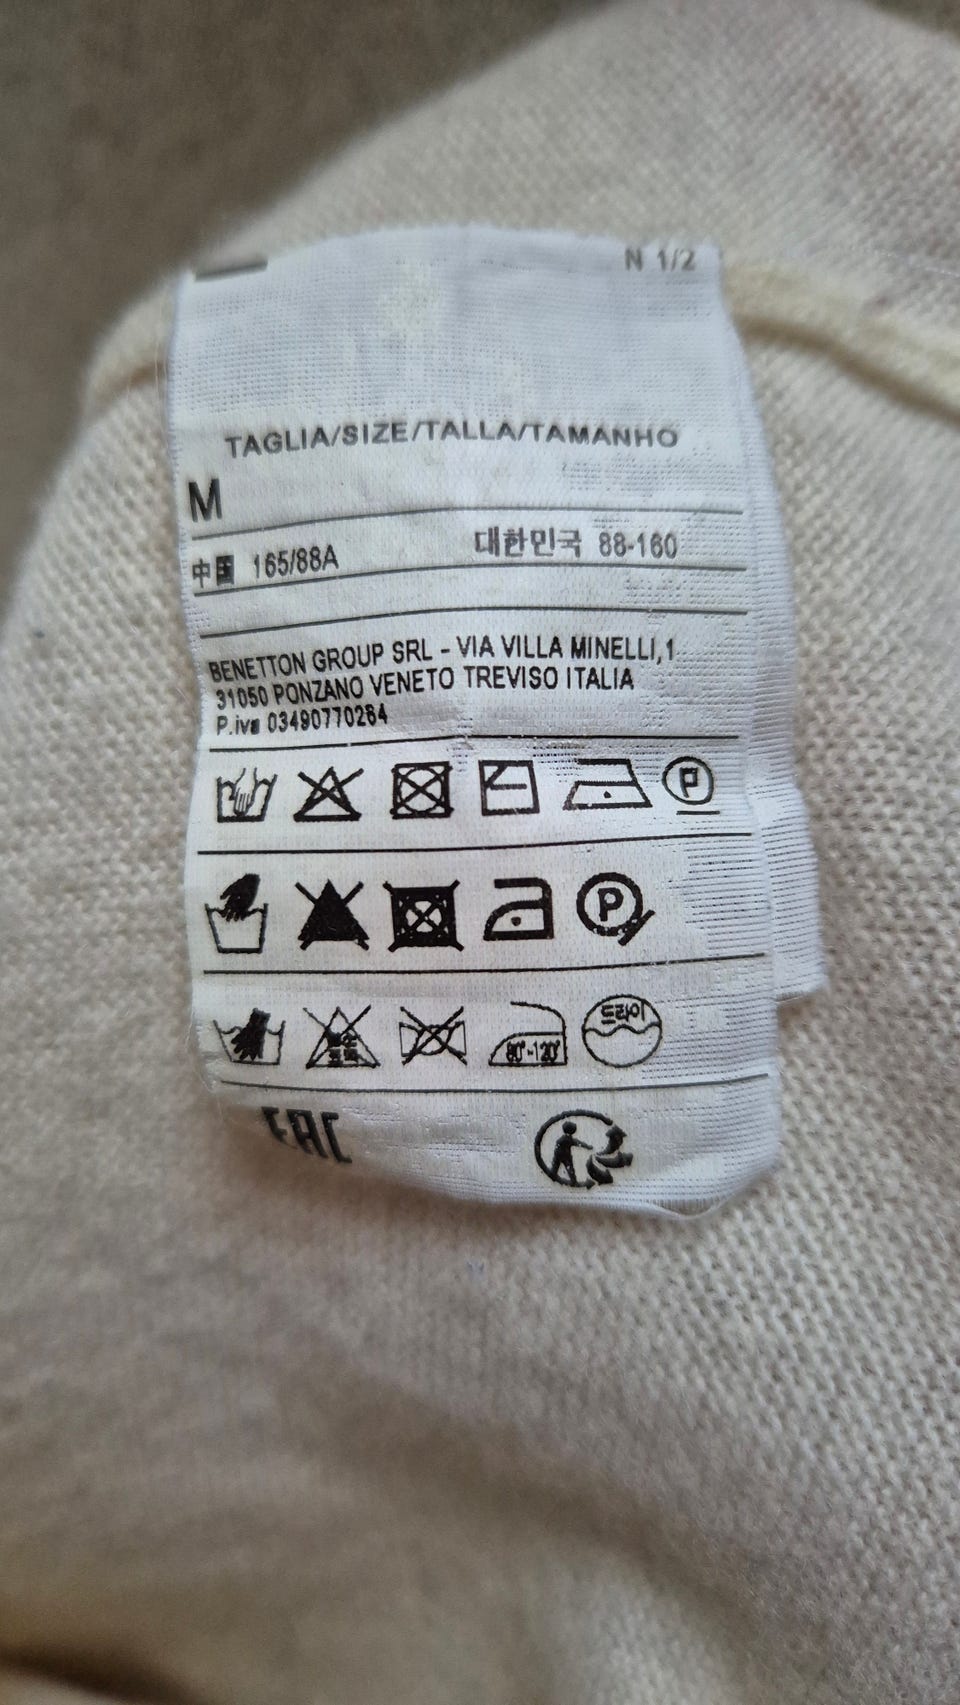 N 1/2
TAGLIA/SIZE/TALLA/TAMANHO
M
中国 165/88A 대한민국 88-160
BENETTON GROUP SRL - VIA VILLA MINELLI,1
31050 PONZANO VENETO TREVISO ITALIA
P.iva 03490770264
P
P
80°-120° 드라이
EAC